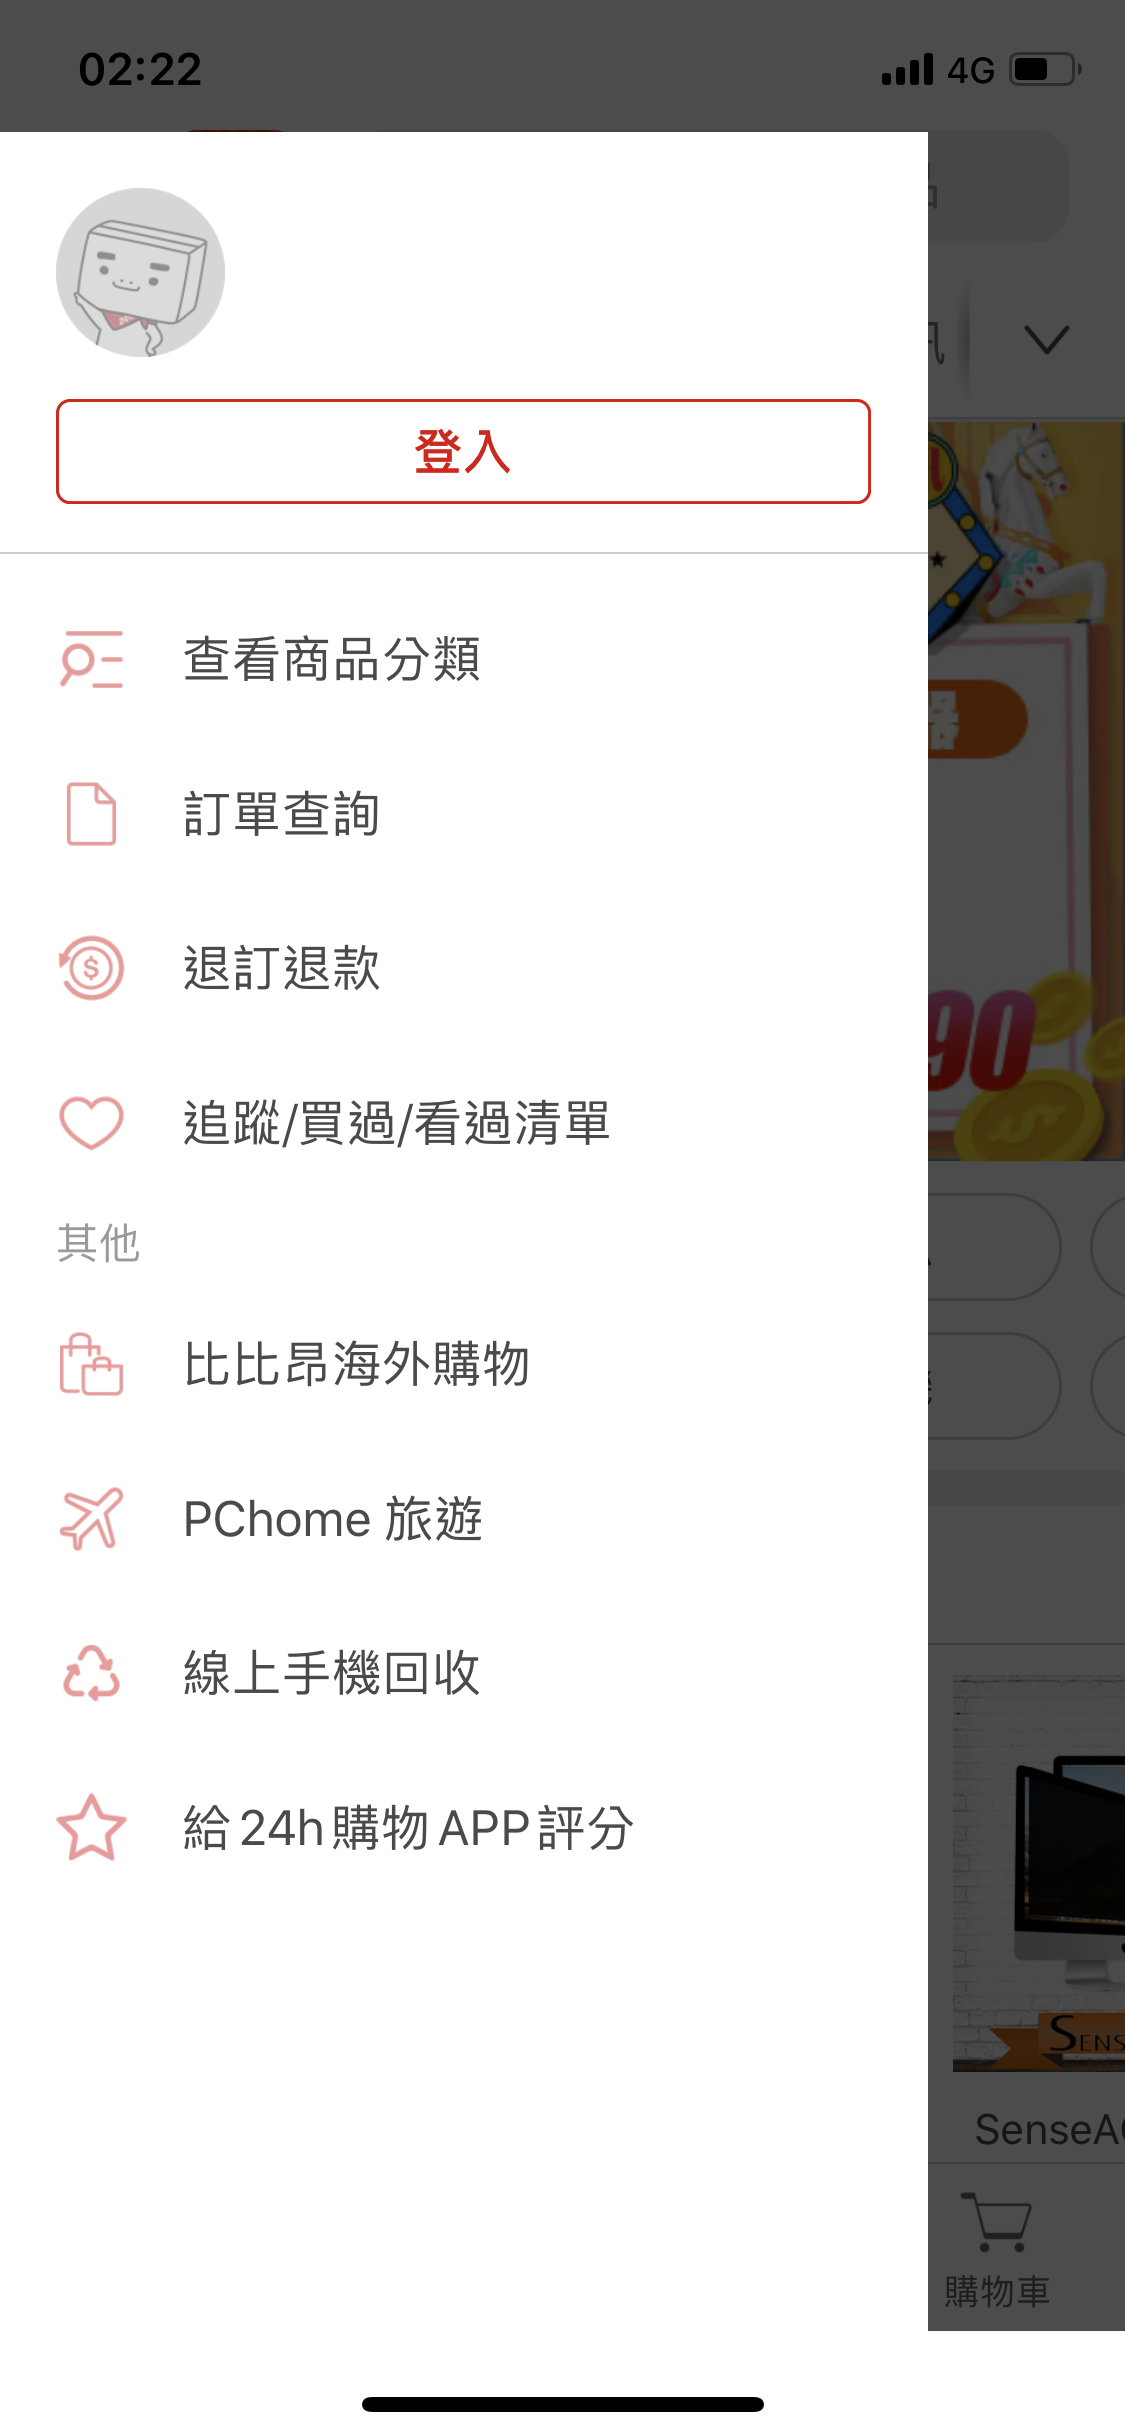 02:22
4G
登入
查看商品分類
訂單查詢
退訂退款
追蹤/買過/看過清單
其他
比比昂海外購物
PChome 旅遊
線上手機回收
給24h購物APP評分
90
SENS
SenseA
購物車